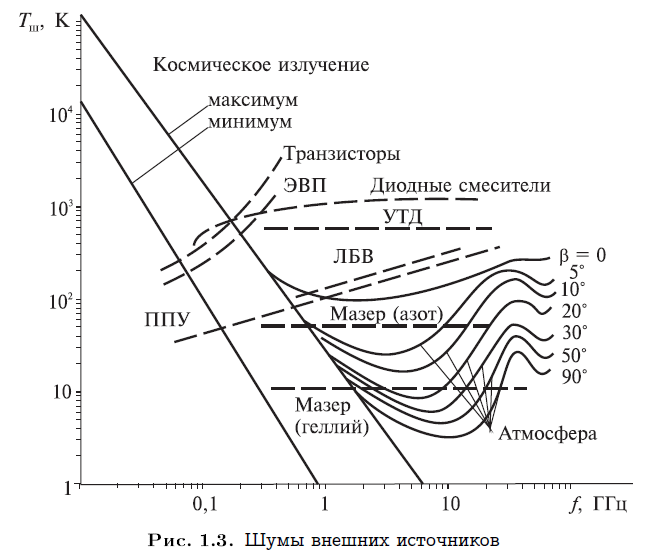 Tш, К
Космическое излучение
максимум
минимум
10⁴
Транзисторы
ЭВП
Диодные смесители
УТД
10³
ЛБВ
β = 0
5°
10°
10²
ППУ
Мазер (азот)
20°
30°
50°
10
90°
Мазер
(геллий)
Атмосфера
1
0,1
1
10
f, ГГц
Рис. 1.3. Шумы внешних источников